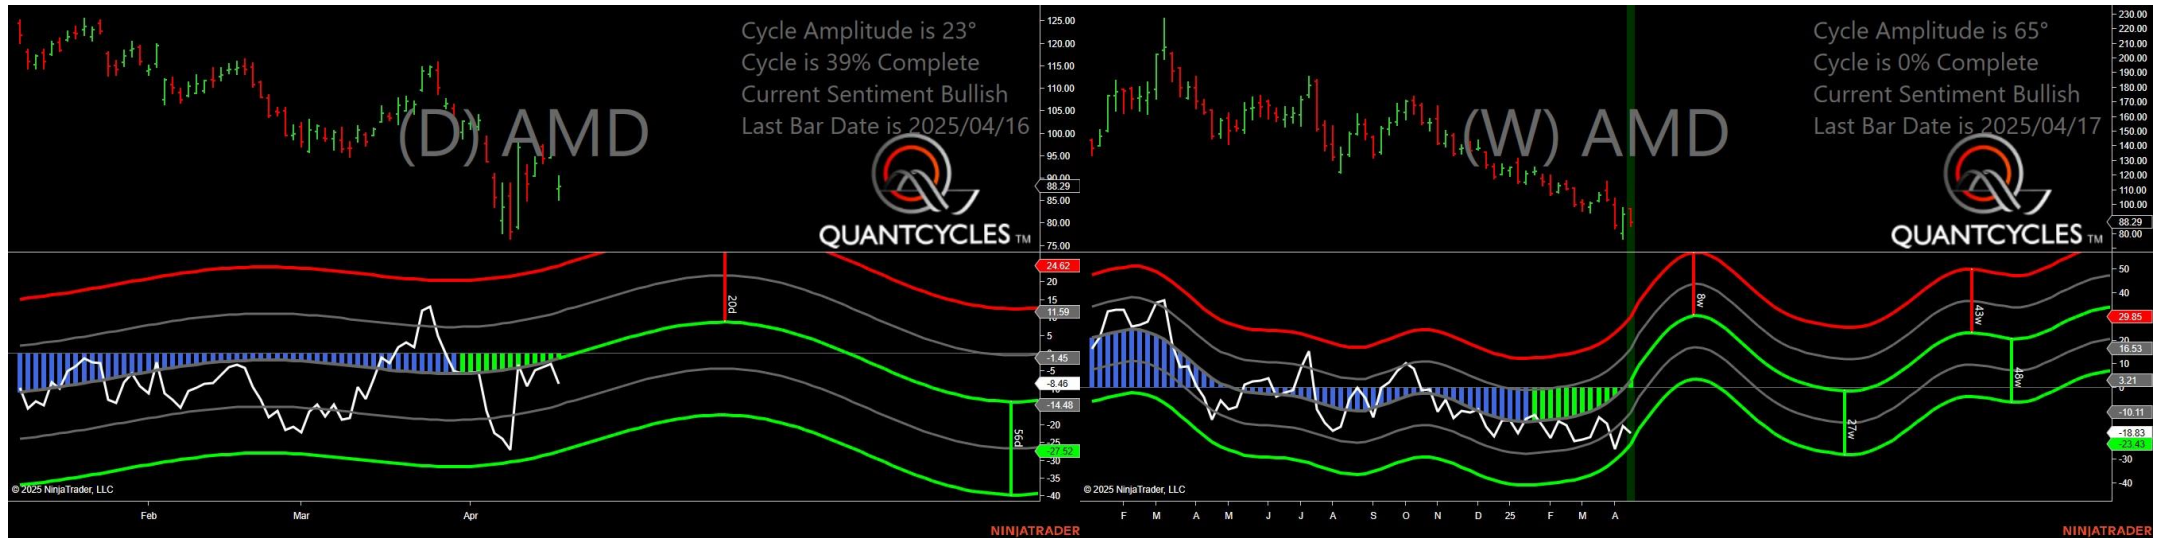 Cycle Amplitude is 23°
Cycle is 39% Complete
Current Sentiment Bullish
Last Bar Date is 2025/04/16
(D) AMD
QUANTCYCLES TM
125.00
120.00
115.00
110.00
105.00
100.00
95.00
90.00
88.29
85.00
80.00
75.00
24.62
20
15
11.59
10
5
-1.45
-5
-8.46
-14.48
-20
-27.52
-30
-35
-40
20d
56d
© 2025 NinjaTrader, LLC
Feb Mar Apr
NINJATRADER
Cycle Amplitude is 65°
Cycle is 0% Complete
Current Sentiment Bullish
Last Bar Date is 2025/04/17
(W) AMD
QUANTCYCLES TM
230.00
210.00
200.00
190.00
180.00
170.00
160.00
150.00
140.00
130.00
120.00
110.00
100.00
88.29
80.00
50
40
29.85
20
16.53
10
3.21
0
-10.11
-18.83
-23.43
-30
-40
8w
27w
43w
48w
© 2025 NinjaTrader, LLC
F M A M J J A S O N D 25 F M A
NINJATRADER